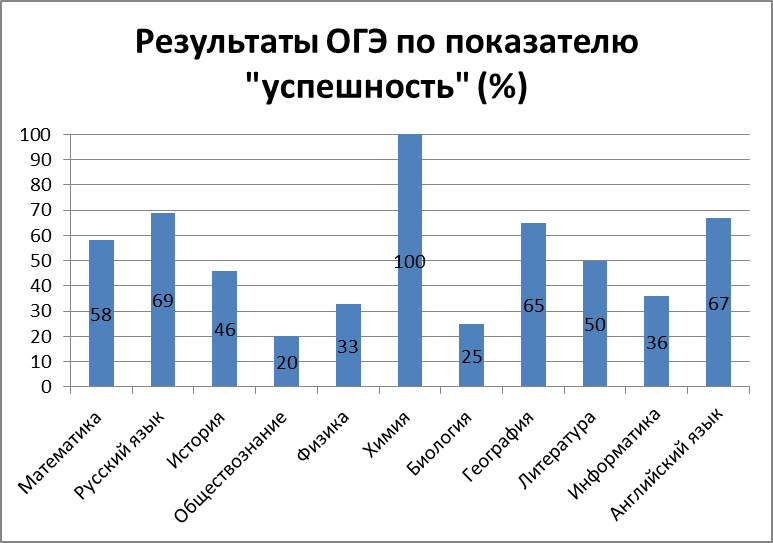 Результаты ОГЭ по показателю
"успешность" (%)
100
90
80
70
60
50
40
30
20
10
0
58
69
46
20
33
100
25
65
50
36
67
Математика
Русский язык
История
Обществознание
Физика
Химия
Биология
География
Литература
Информатика
Английский язык